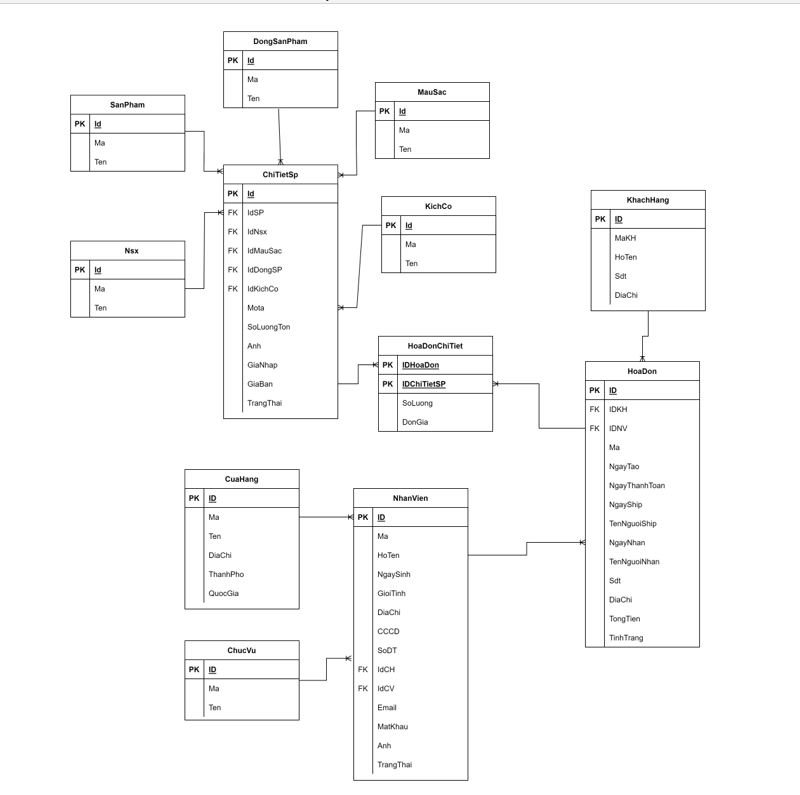 DongSanPham
PK Id
Ma
Ten
SanPham
PK Id
Ma
Ten
MauSac
PK Id
Ma
Ten
ChiTietSp
PK Id
FK IdSP
FK IdNsx
FK IdMauSac
FK IdDongSP
FK IdKichCo
Mota
SoLuongTon
Anh
GiaNhap
GiaBan
TrangThai
Nsx
PK Id
Ma
Ten
KichCo
PK Id
Ma
Ten
KhachHang
PK ID
MaKH
HoTen
Sdt
DiaChi
HoaDonChiTiet
PK IDHoaDon
PK IDChiTietSP
SoLuong
DonGia
HoaDon
PK ID
FK IDKH
FK IDNV
Ma
NgayTao
NgayThanhToan
NgayShip
TenNguoiShip
NgayNhan
TenNguoiNhan
Sdt
DiaChi
TongTien
TinhTrang
CuaHang
PK ID
Ma
Ten
DiaChi
ThanhPho
QuocGia
NhanVien
PK ID
Ma
HoTen
NgaySinh
GioiTinh
DiaChi
CCCD
SoDT
FK IdCH
FK IdCV
Email
MatKhau
Anh
TrangThai
ChucVu
PK ID
Ma
Ten